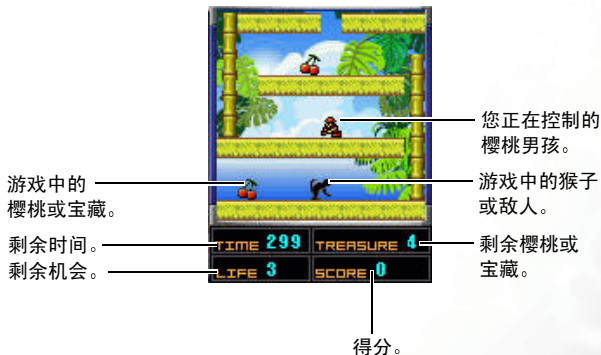 您正在控制的
樱桃男孩。
游戏中的
樱桃或宝藏。
游戏中的猴子
或敌人。
剩余时间。
剩余机会。
TIME 299
TREASURE 4
LIFE 3
SCORE 0
剩余樱桃或
宝藏。
得分。